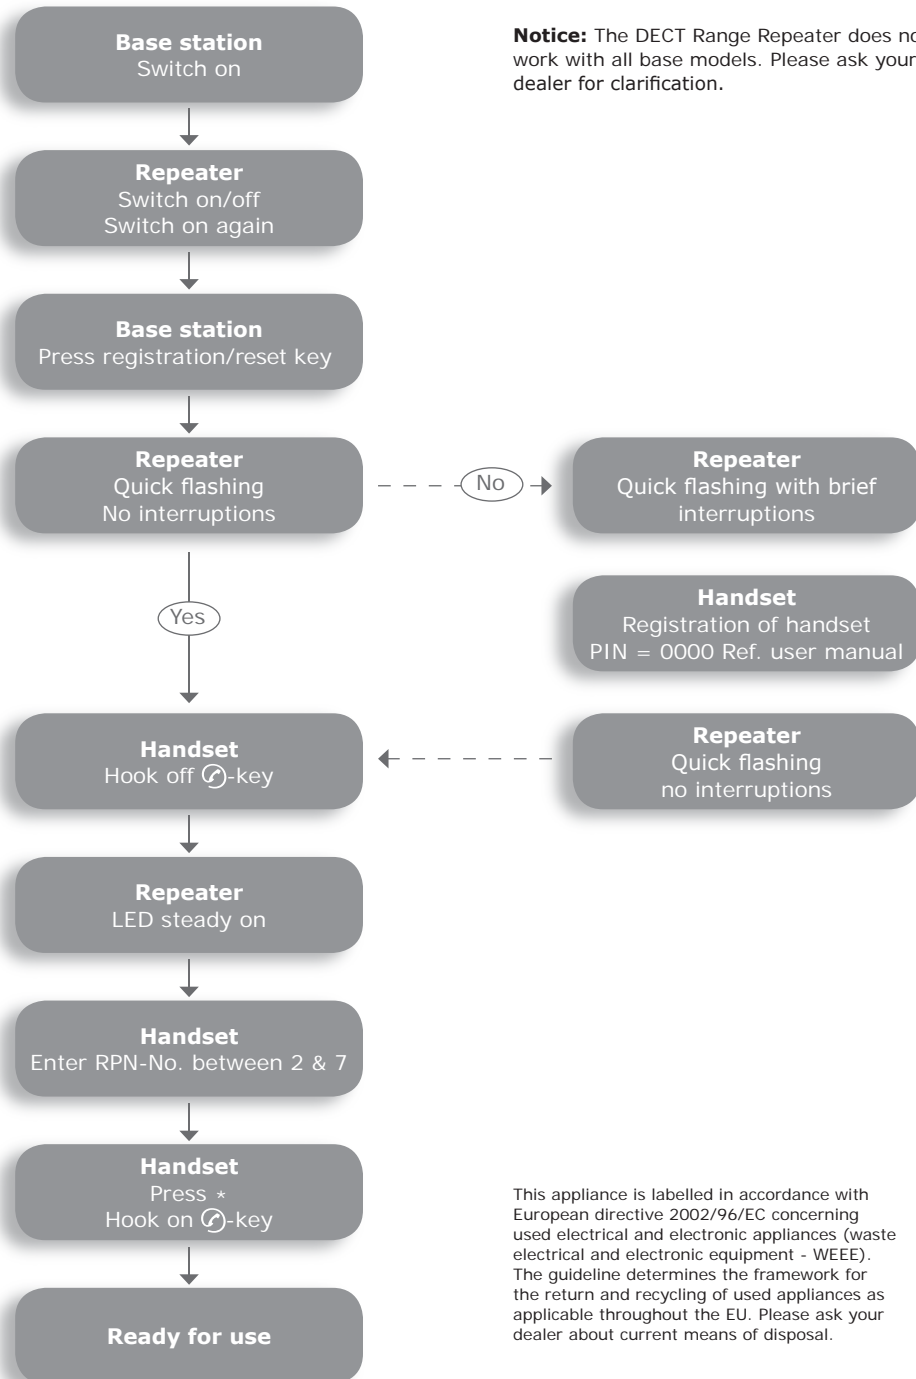 Base station
Switch on
Notice: The DECT Range Repeater does no
work with all base models. Please ask your
dealer for clarification.
Repeater
Switch on/off
Switch on again
Base station
Press registration/reset key
Repeater
Quick flashing
No interruptions
No
Repeater
Quick flashing with brief
interruptions
Yes
Handset
Registration of handset
PIN = 0000 Ref. user manual
Repeater
Quick flashing
no interruptions
Handset
Hook off -key
Repeater
LED steady on
Handset
Enter RPN-No. between 2 & 7
Handset
Press *
Hook on -key
Ready for use
This appliance is labelled in accordance with
European directive 2002/96/EC concerning
used electrical and electronic appliances (waste
electrical and electronic equipment - WEEE).
The guideline determines the framework for
the return and recycling of used appliances as
applicable throughout the EU. Please ask your
dealer about current means of disposal.